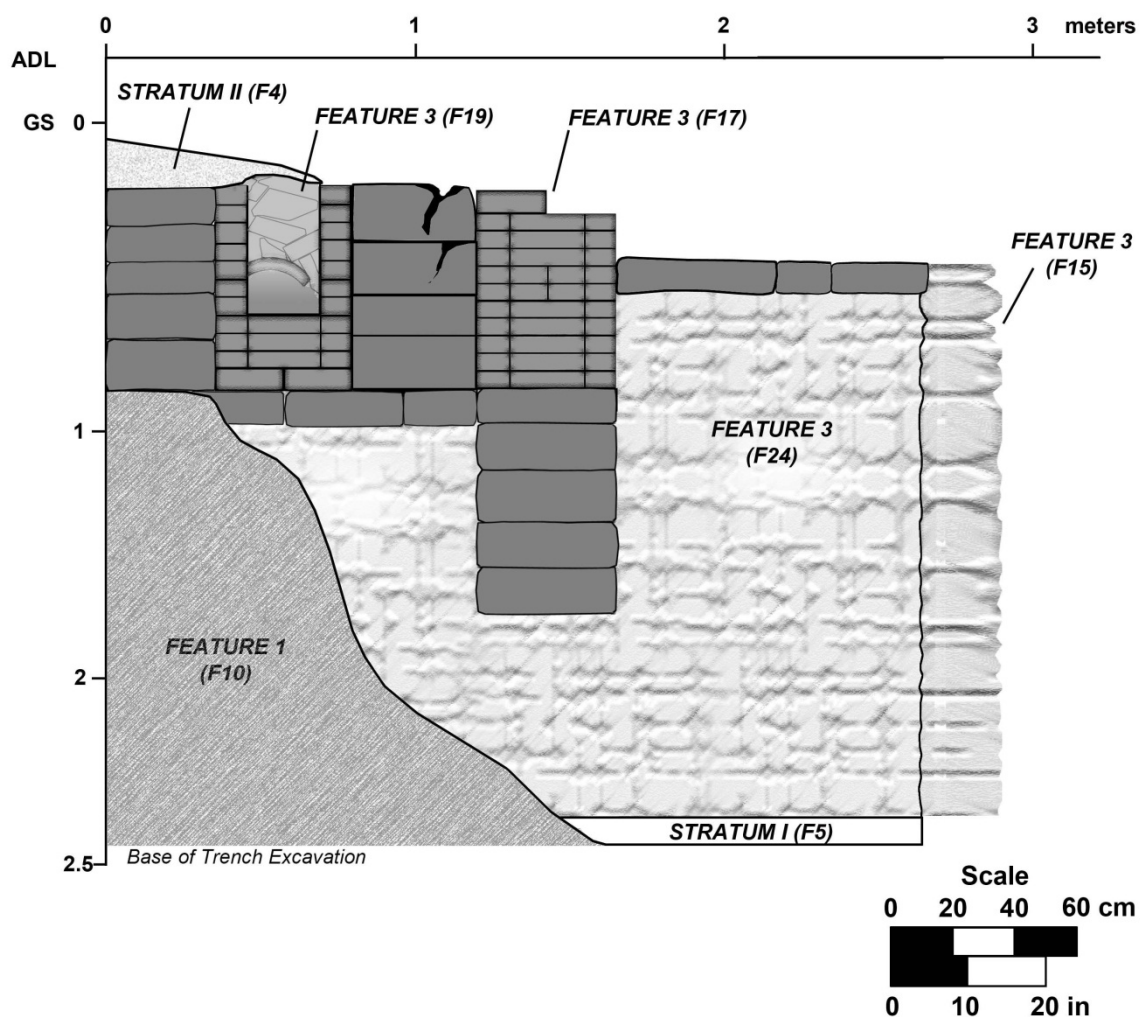 0 1 2 3 meters
ADL
STRATUM II (F4)
FEATURE 3 (F19)
FEATURE 3 (F17)
GS 0
FEATURE 3
(F15)
1
FEATURE 3
(F24)
FEATURE 1
(F10)
2
STRATUM I (F5)
2.5
Base of Trench Excavation
Scale
0 20 40 60 cm
0 10 20 in